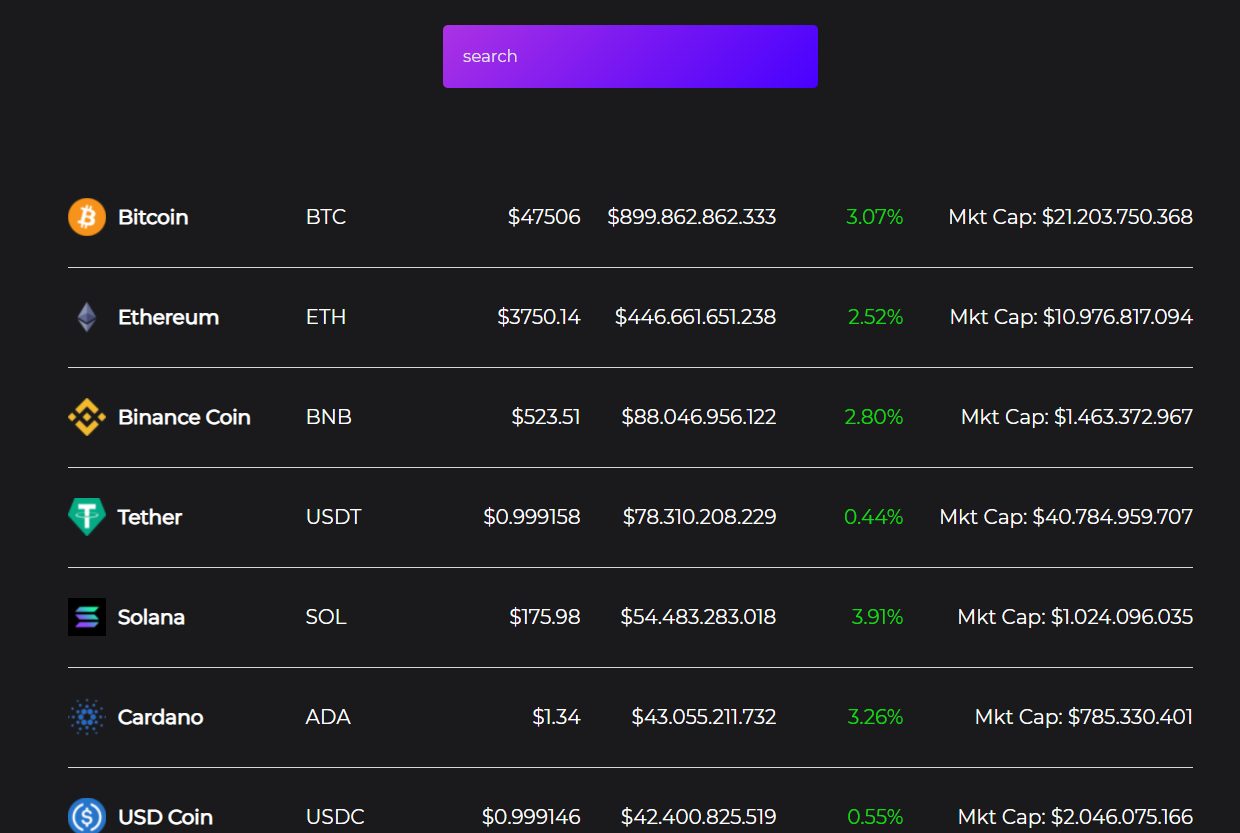 search
Bitcoin BTC $47506 $899.862.862.333 3.07% Mkt Cap: $21.203.750.368
Ethereum ETH $3750.14 $446.661.651.238 2.52% Mkt Cap: $10.976.817.094
Binance Coin BNB $523.51 $88.046.956.122 2.80% Mkt Cap: $1.463.372.967
Tether USDT $0.999158 $78.310.208.229 0.44% Mkt Cap: $40.784.959.707
Solana SOL $175.98 $54.483.283.018 3.91% Mkt Cap: $1.024.096.035
Cardano ADA $1.34 $43.055.211.732 3.26% Mkt Cap: $785.330.401
USD Coin USDC $0.999146 $42.400.825.519 0.55% Mkt Cap: $2.046.075.166